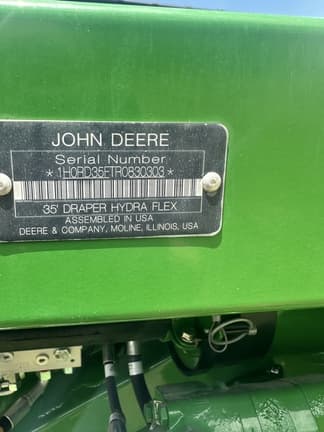 JOHN DEERE
Serial Number
*1H0RD35FTR0830303*
35' DRAPER HYDRA FLEX
ASSEMBLED IN USA
DEERE & COMPANY, MOLINE, ILLINOIS, USA